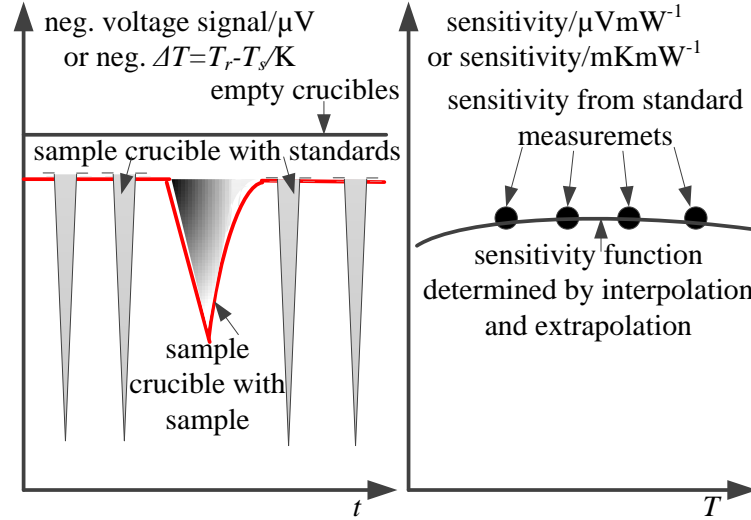 neg. voltage signal/µV
or neg. ΔT=Tr-Ts/K
empty crucibles
sample crucible with standards
sample
crucible with
sample
t
sensitivity/µVmW-1
or sensitivity/mKmW-1
sensitivity from standard
measuremets
sensitivity function
determined by interpolation
and extrapolation
T